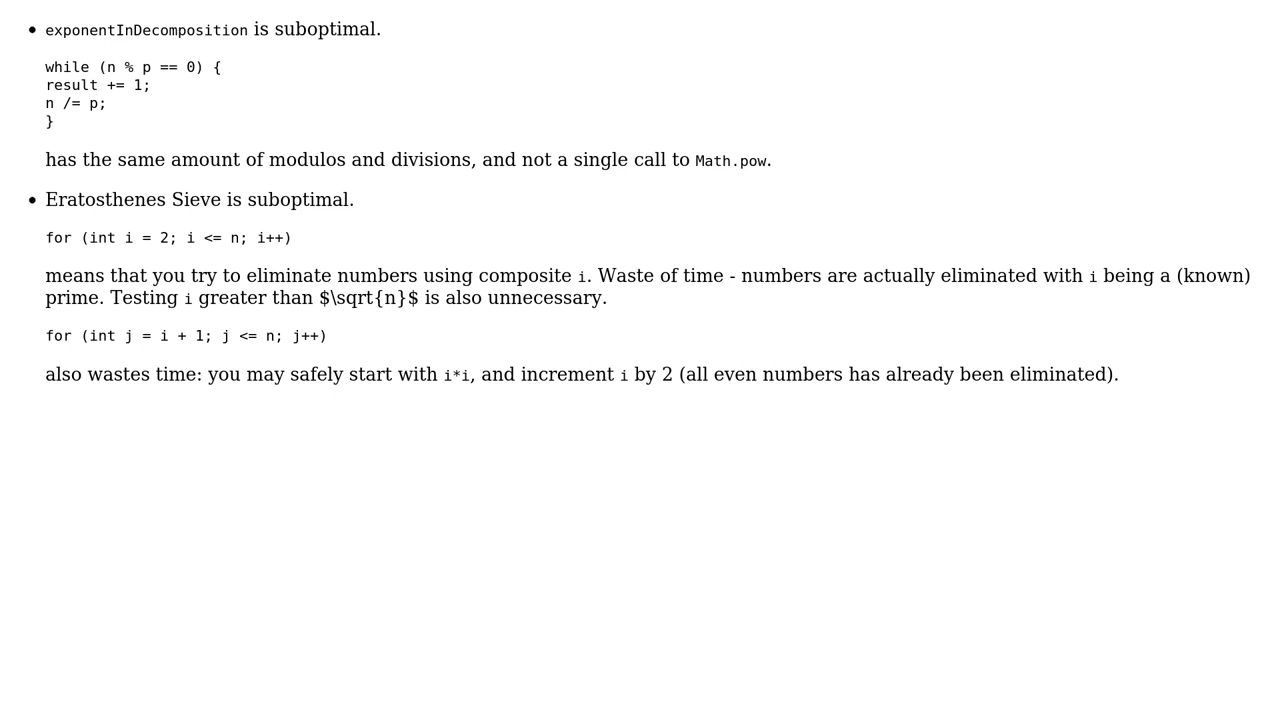 exponentInDecomposition is suboptimal.
while (n % p == 0) {
result += 1;
n /= p;
}
has the same amount of modulos and divisions, and not a single call to Math.pow.
Eratosthenes Sieve is suboptimal.
for (int i = 2; i <= n; i++)
means that you try to eliminate numbers using composite i. Waste of time - numbers are actually eliminated with i being a (known)
prime. Testing i greater than $\sqrt{n}$ is also unnecessary.
for (int j = i + 1; j <= n; j++)
also wastes time: you may safely start with i*i, and increment i by 2 (all even numbers has already been eliminated).